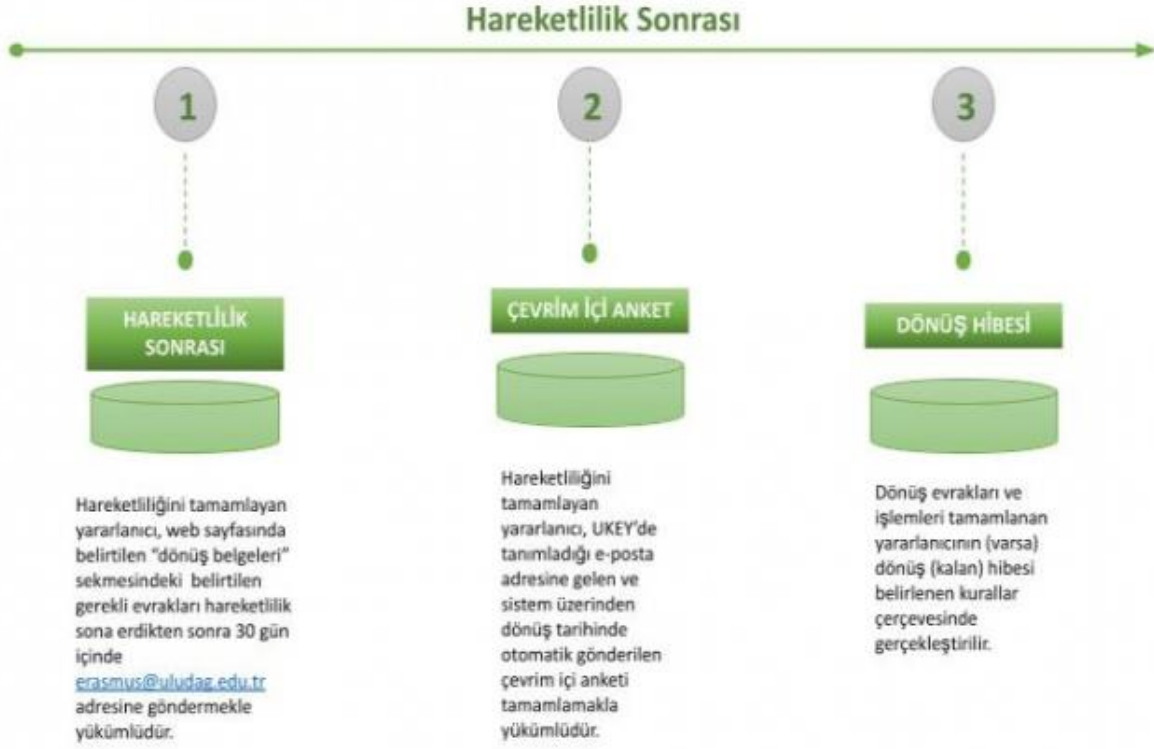 Hareketlilik Sonrası
1
HAREKETLİLİK
SONRASI
Hareketliliğini tamamlayan
yararlanıcı, web sayfasında
belirtilen “dönüş belgeleri”
sekmesindeki belirtilen
gerekli evrakları hareketlilik
sona erdikten sonra 30 gün
içinde
erasmus@uludag.edu.tr
adresine göndermekle
yükümlüdür.
2
ÇEVRİM İÇİ ANKET
Hareketliliğini
tamamlayan
yararlanıcı, UKEY’de
tanımladığı e-posta
adresine gelen ve
sistem üzerinden
dönüş tarihinde
otomatik gönderilen
çevrim içi anketi
tamamlamakla
yükümlüdür.
3
DÖNÜŞ HİBESİ
Dönüş evrakları ve
işlemleri tamamlanan
yararlanıcının (varsa)
dönüş (kalan) hibesi
belirlenen kurallar
çerçevesinde
gerçekleştirilir.